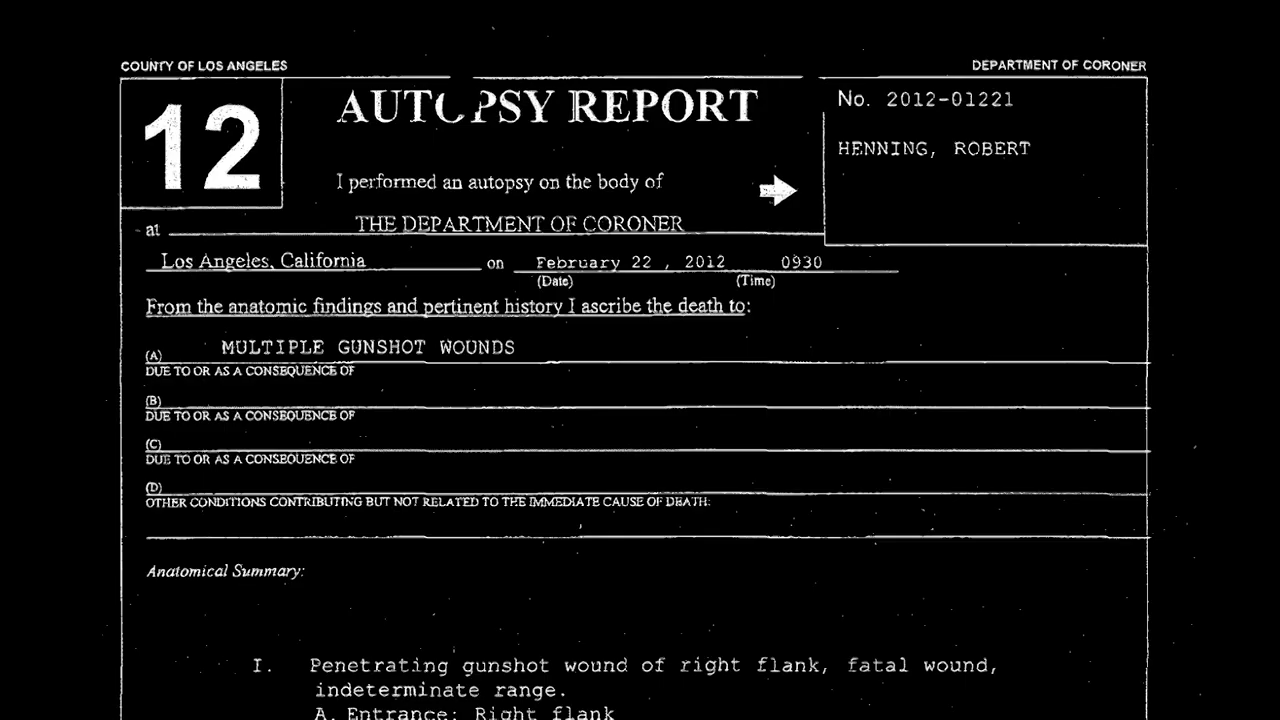 COUNTY OF LOS ANGELES
DEPARTMENT OF CORONER
12
AUTOPSY REPORT
No. 2012-01221
HENNING, ROBERT
I performed an autopsy on the body of
at THE DEPARTMENT OF CORONER
Los Angeles, California on February 22 , 2012 0930
(Date) (Time)
From the anatomic findings and pertinent history I ascribe the death to:
(A) MULTIPLE GUNSHOT WOUNDS
DUE TO OR AS A CONSEQUENCE OF
(B)
DUE TO OR AS A CONSEQUENCE OF
(C)
DUE TO OR AS A CONSEQUENCE OF
(D)
OTHER CONDITIONS CONTRIBUTING BUT NOT RELATED TO THE IMMEDIATE CAUSE OF DEATH:
Anatomical Summary:
I. Penetrating gunshot wound of right flank, fatal wound,
indeterminate range.
A. Entrance: Right flank